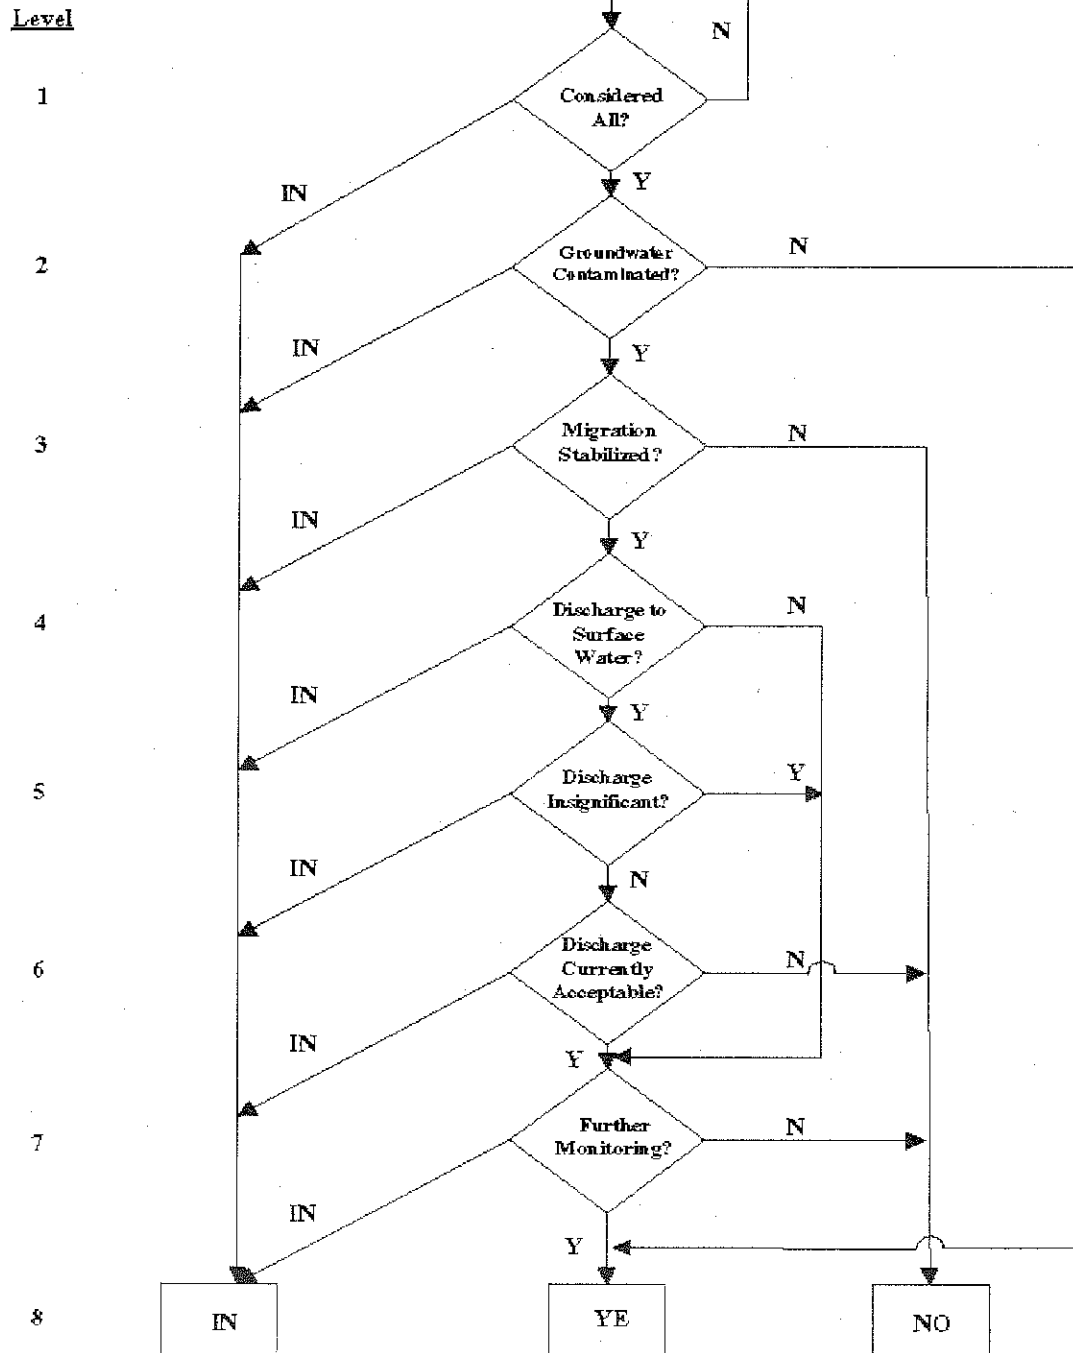 Level
N
1
Considered
All?
IN
Y
2
Groundwater
Contaminated?
N
IN
Y
3
Migration
Stabilized?
N
IN
Y
4
Discharge to
Surface
Water?
N
IN
Y
5
Discharge
Insignificant?
Y
IN
N
6
Discharge
Currently
Acceptable?
N
IN
Y
7
Further
Monitoring?
N
IN
Y
8
IN
YE
NO